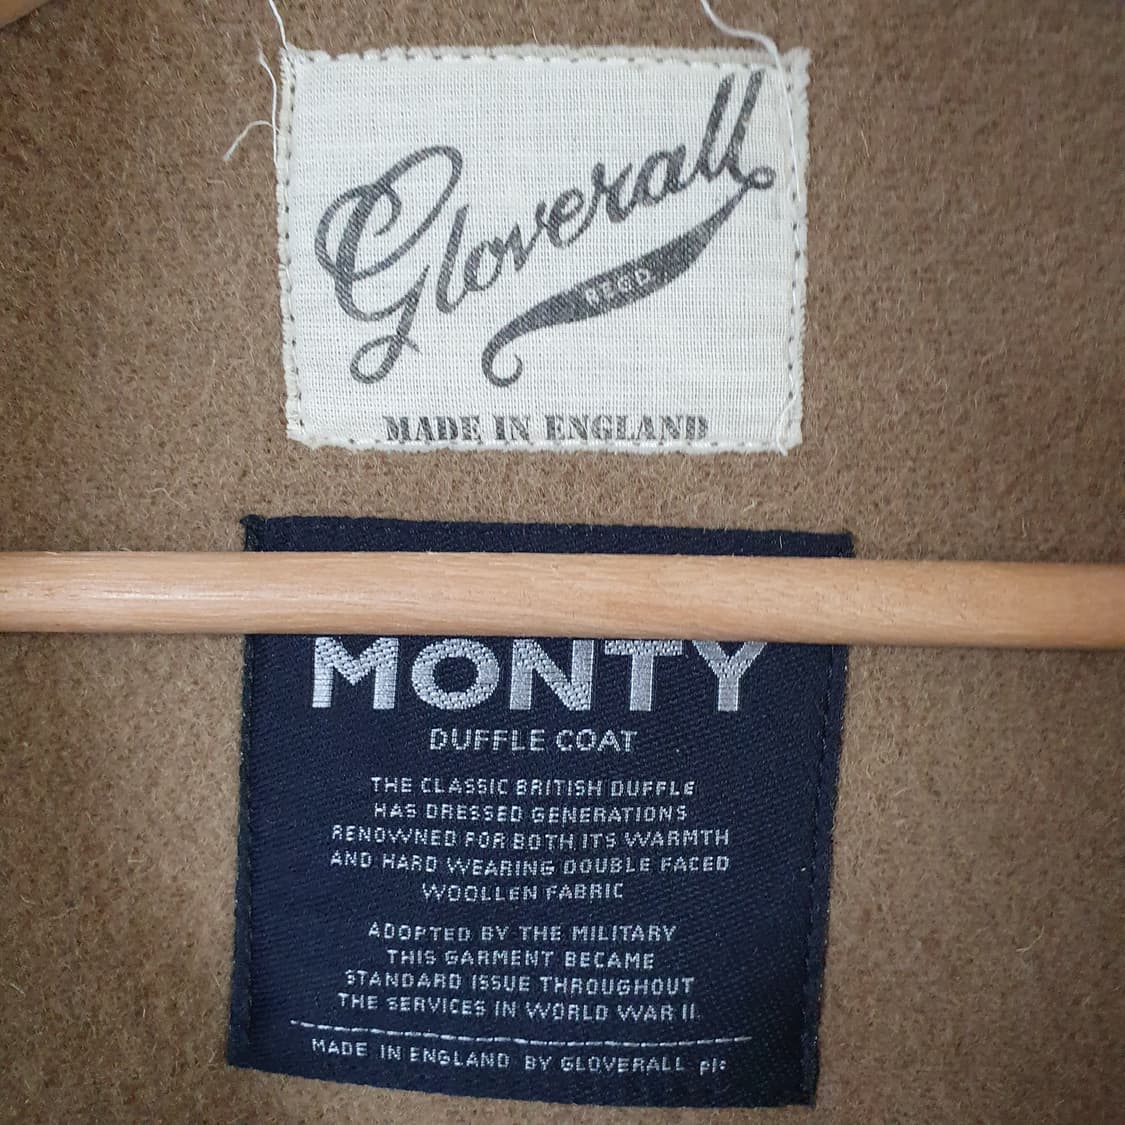 Gloverall
REGD
MADE IN ENGLAND
MONTY
DUFFLE COAT
THE CLASSIC BRITISH DUFFLE
HAS DRESSED GENERATIONS
RENOWNED FOR BOTH ITS WARMTH
AND HARD WEARING DOUBLE FACED
WOOLLEN FABRIC
ADOPTED BY THE MILITARY
THIS GARMENT BECAME
STANDARD ISSUE THROUGHOUT
THE SERVICES IN WORLD WAR II.
MADE IN ENGLAND BY GLOVERALL plc